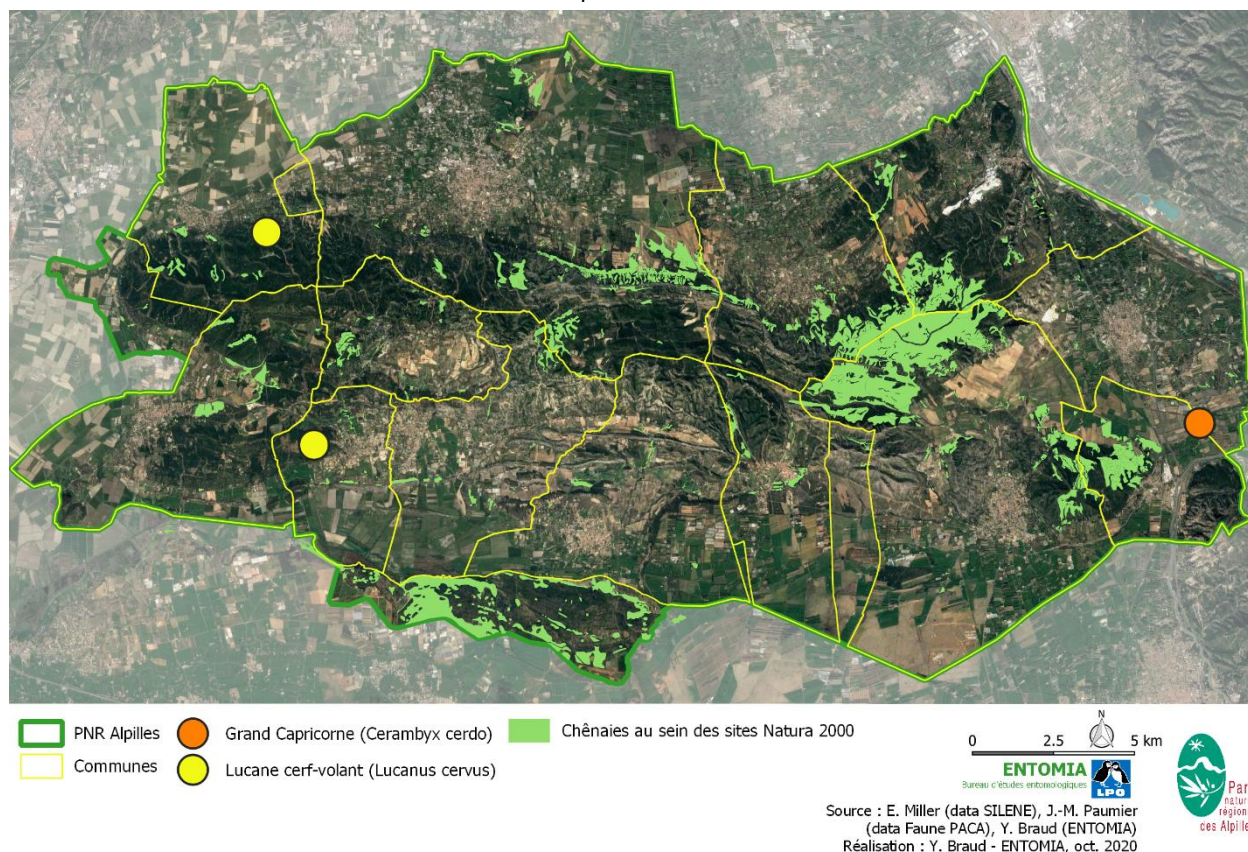 PNR Alpilles
Grand Capricorne (Cerambyx cerdo)
Chênaies au sein des sites Natura 2000
Communes
Lucane cerf-volant (Lucanus cervus)
N
0 2.5 5 km
ENTOMIA
Bureau d'études entomologiques
LPO
Source : E. Miller (data SILENE), J.-M. Paumier
(data Faune PACA), Y. Braud (ENTOMIA)
Réalisation : Y. Braud - ENTOMIA, oct. 2020
Par
natur
région
des Alpilles